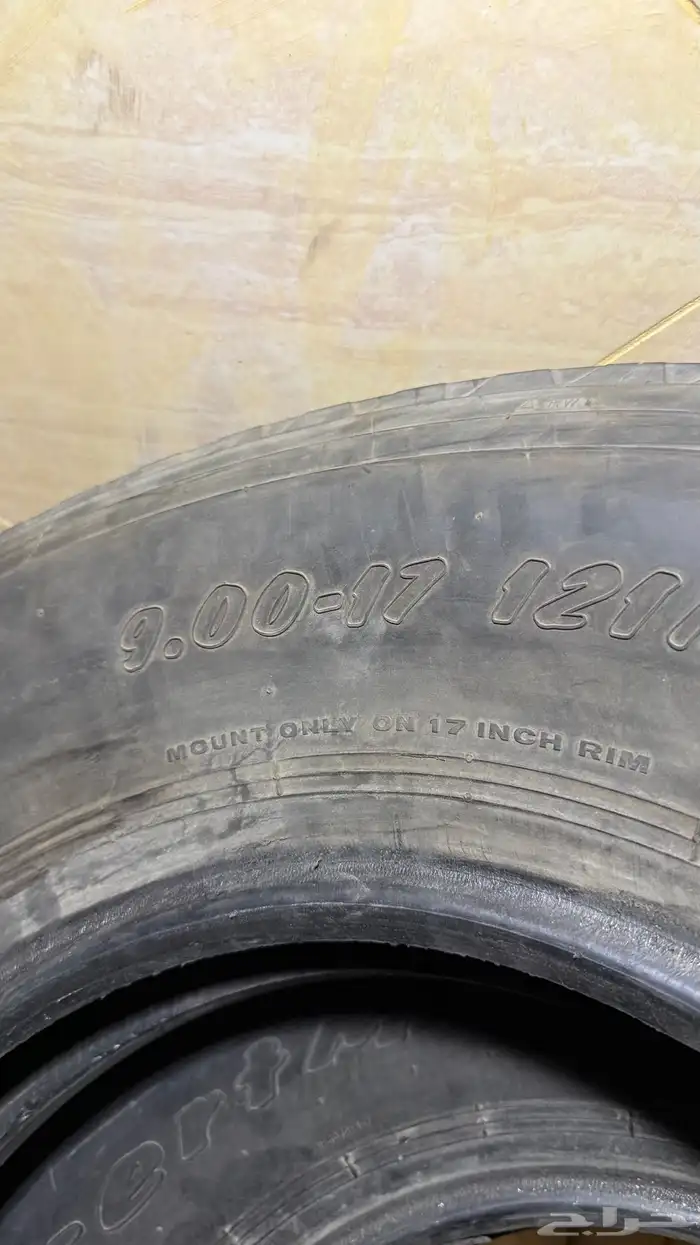 9.00-17 121/
MOUNT ONLY ON 17 INCH RIM
حراج